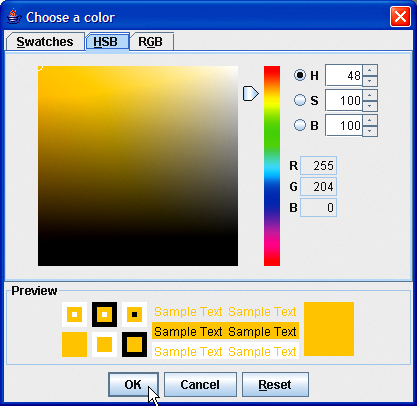 Choose a color
Swatches HSB RGB
H 48
S 100
B 100
R 255
G 204
B 0
Preview
Sample Text Sample Text
Sample Text Sample Text
Sample Text Sample Text
OK Cancel Reset